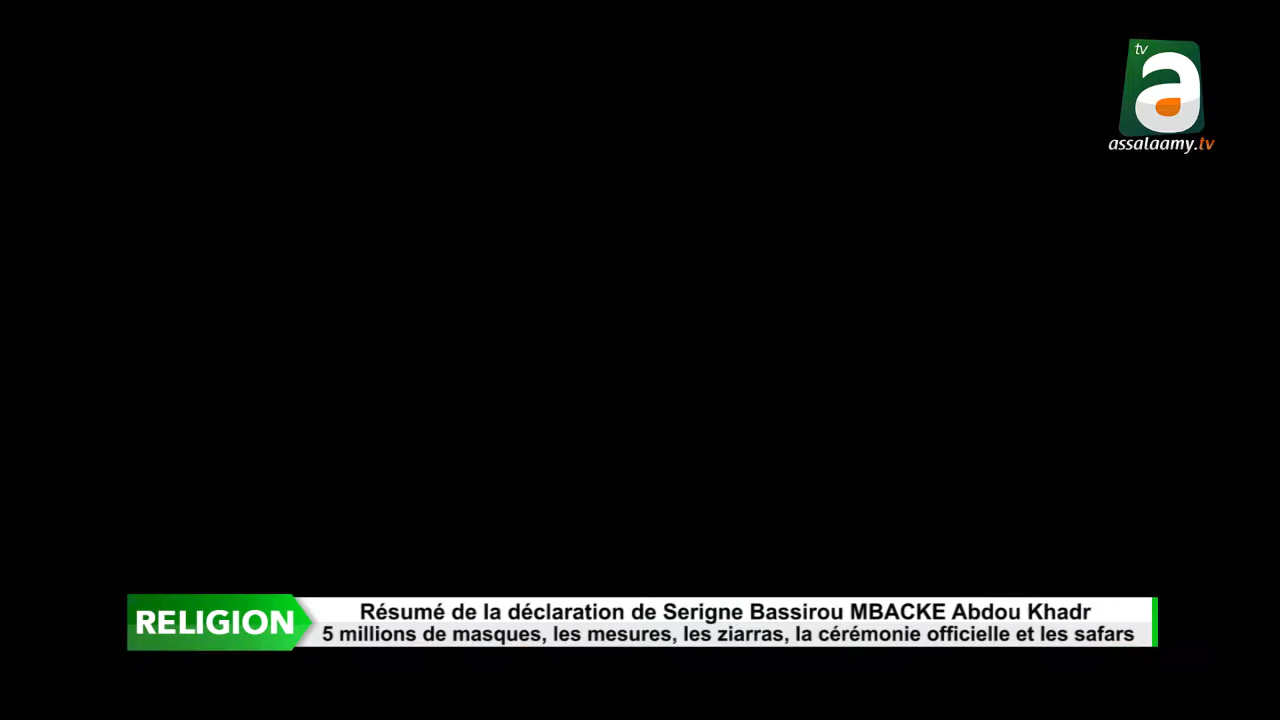 tv
a
assalaamy.tv
RELIGION
Résumé de la déclaration de Serigne Bassirou MBACKE Abdou Khadr
5 millions de masques, les mesures, les ziarras, la cérémonie officielle et les safars